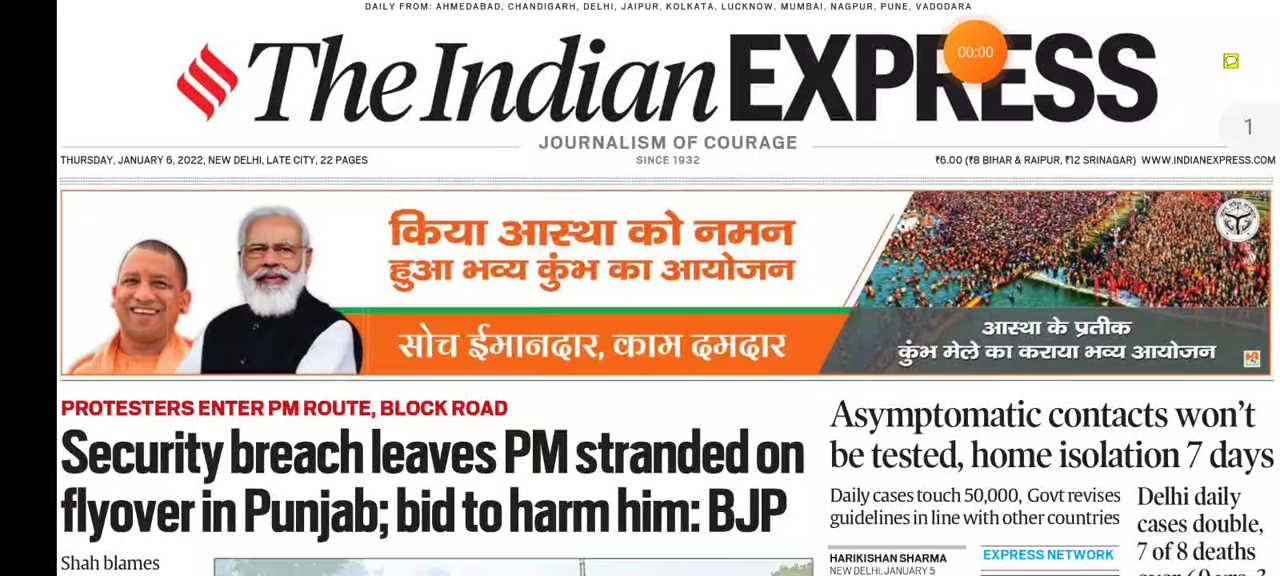 DAILY FROM: AHMEDABAD, CHANDIGARH, DELHI, JAIPUR, KOLKATA, LUCKNOW, MUMBAI, NAGPUR, PUNE, VADODARA
The Indian EXPRESS
00:00
1
JOURNALISM OF COURAGE
THURSDAY, JANUARY 6, 2022, NEW DELHI, LATE CITY, 22 PAGES
SINCE 1932
₹6.00 (₹8 BIHAR & RAIPUR, ₹12 SRINAGAR) WWW.INDIANEXPRESS.COM
किया आस्था को नमन
हुआ भव्य कुंभ का आयोजन
सोच ईमानदार, काम दमदार
आस्था के प्रतीक
कुंभ मेले का कराया भव्य आयोजन
PROTESTERS ENTER PM ROUTE, BLOCK ROAD
Security breach leaves PM stranded on
flyover in Punjab; bid to harm him: BJP
Shah blames
Asymptomatic contacts won't
be tested, home isolation 7 days
Daily cases touch 50,000, Govt revises
guidelines in line with other countries
HARIKISHAN SHARMA
NEW DELHI, JANUARY 5
EXPRESS NETWORK
Delhi daily
cases double,
7 of 8 deaths